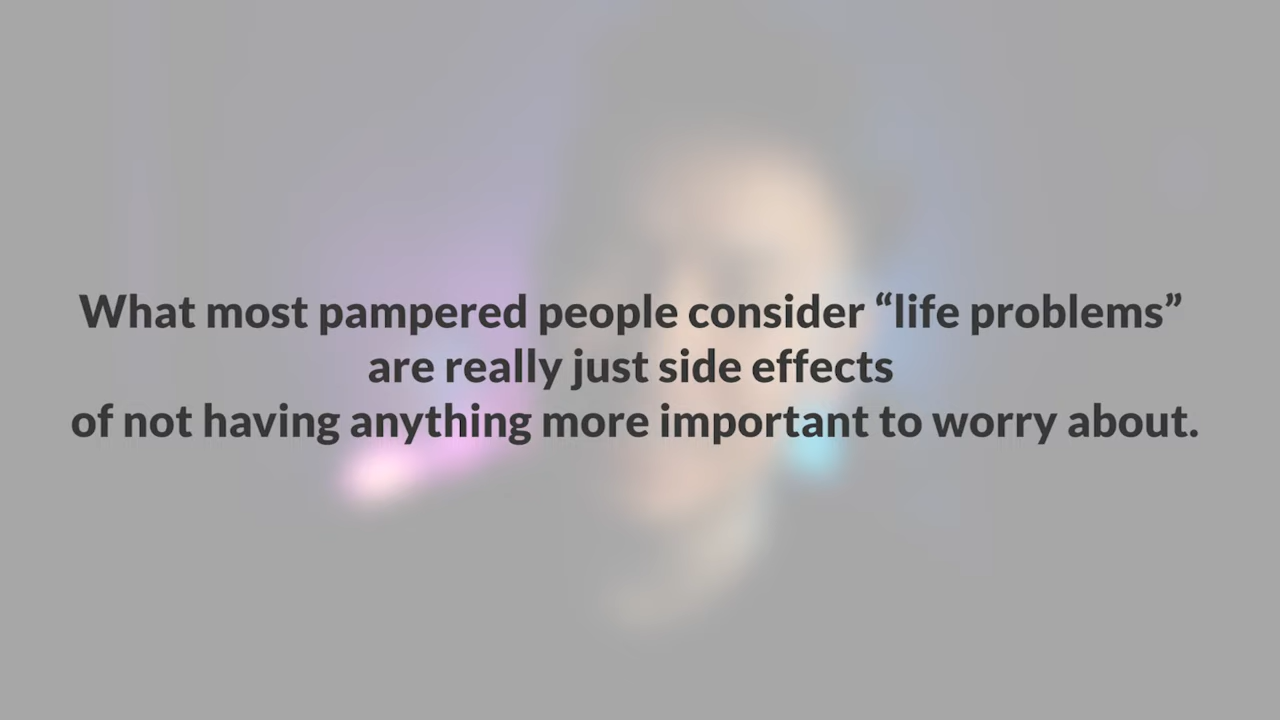 What most pampered people consider “life problems”
are really just side effects
of not having anything more important to worry about.